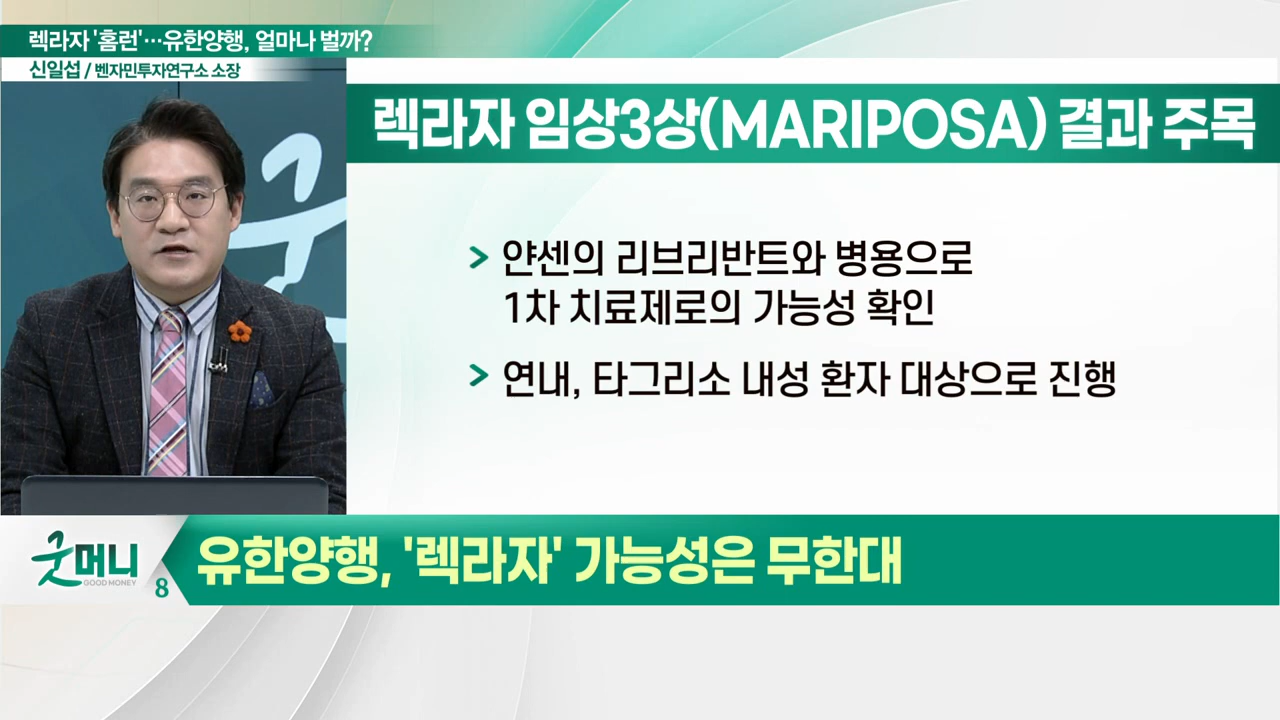 렉라자 '홈런'…유한양행, 얼마나 벌까?
신일섭 / 벤자민투자연구소 소장
렉라자 임상3상(MARIPOSA) 결과 주목
> 얀센의 리브리반트와 병용으로
1차 치료제로의 가능성 확인
> 연내, 타그리소 내성 환자 대상으로 진행
굿머니
GOOD MONEY
8
유한양행, '렉라자' 가능성은 무한대